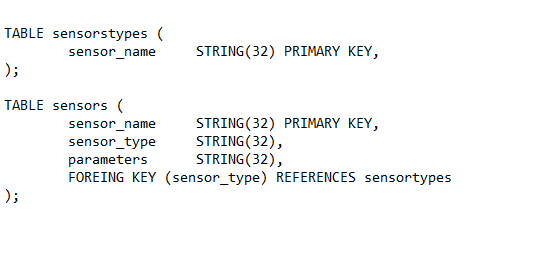 TABLE sensorstypes (
sensor_name STRING(32) PRIMARY KEY,
);
TABLE sensors (
sensor_name STRING(32) PRIMARY KEY,
sensor_type STRING(32),
parameters STRING(32),
FOREING KEY (sensor_type) REFERENCES sensortypes
);